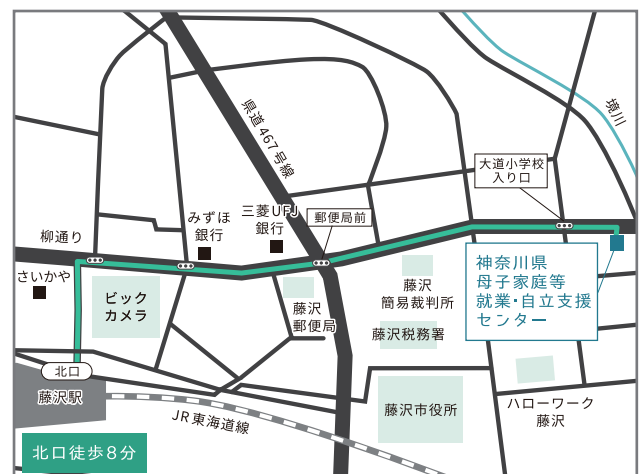 県道467号線
境川
大道小学校
入り口
三菱UFJ
銀行
みずほ
銀行
郵便局前
柳通り
さいかや
ビック
カメラ
藤沢
郵便局
藤沢
簡易裁判所
藤沢税務署
神奈川県
母子家庭等
就業・自立支援
センター
北口
藤沢駅
JR東海道線
藤沢市役所
ハローワーク
藤沢
北口徒歩8分